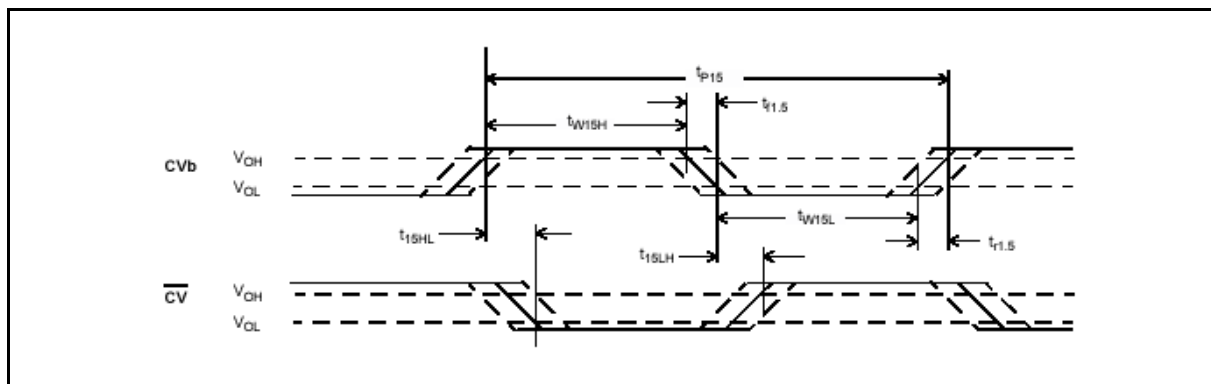 tP15
tf1.5
tW15H
CVb
VOH
VOL
tW15L
t15HL
t15LH
tr1.5
CV
VOH
VOL